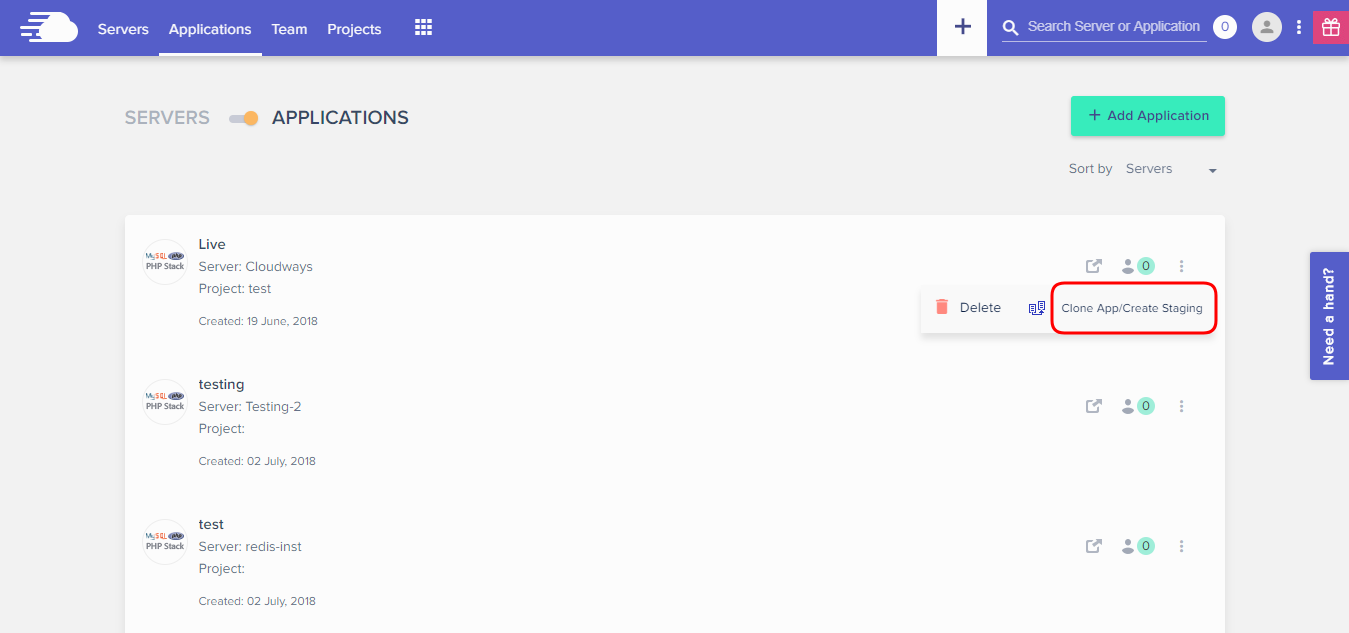 Servers Applications Team Projects
Search Server or Application 0
SERVERS APPLICATIONS
+ Add Application
Sort by Servers
MySQL php
PHP Stack
Live
Server: Cloudways
Project: test
Created: 19 June, 2018
0
Delete Clone App/Create Staging
Need a hand?
MySQL php
PHP Stack
testing
Server: Testing-2
Project:
Created: 02 July, 2018
0
MySQL php
PHP Stack
test
Server: redis-inst
Project:
Created: 02 July, 2018
0